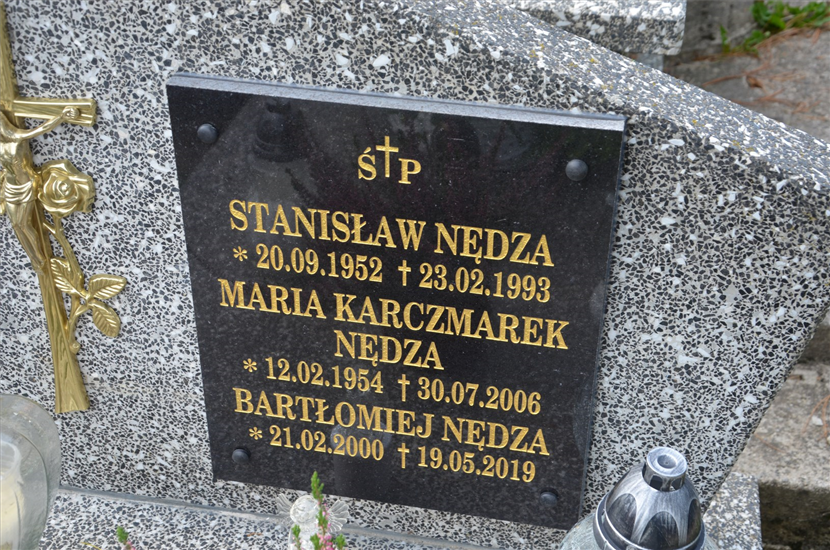 Ś✝P
STANISŁAW NĘDZA
* 20.09.1952 † 23.02.1993
MARIA KARCZMAREK
NĘDZA
* 12.02.1954 † 30.07.2006
BARTŁOMIEJ NĘDZA
* 21.02.2000 † 19.05.2019